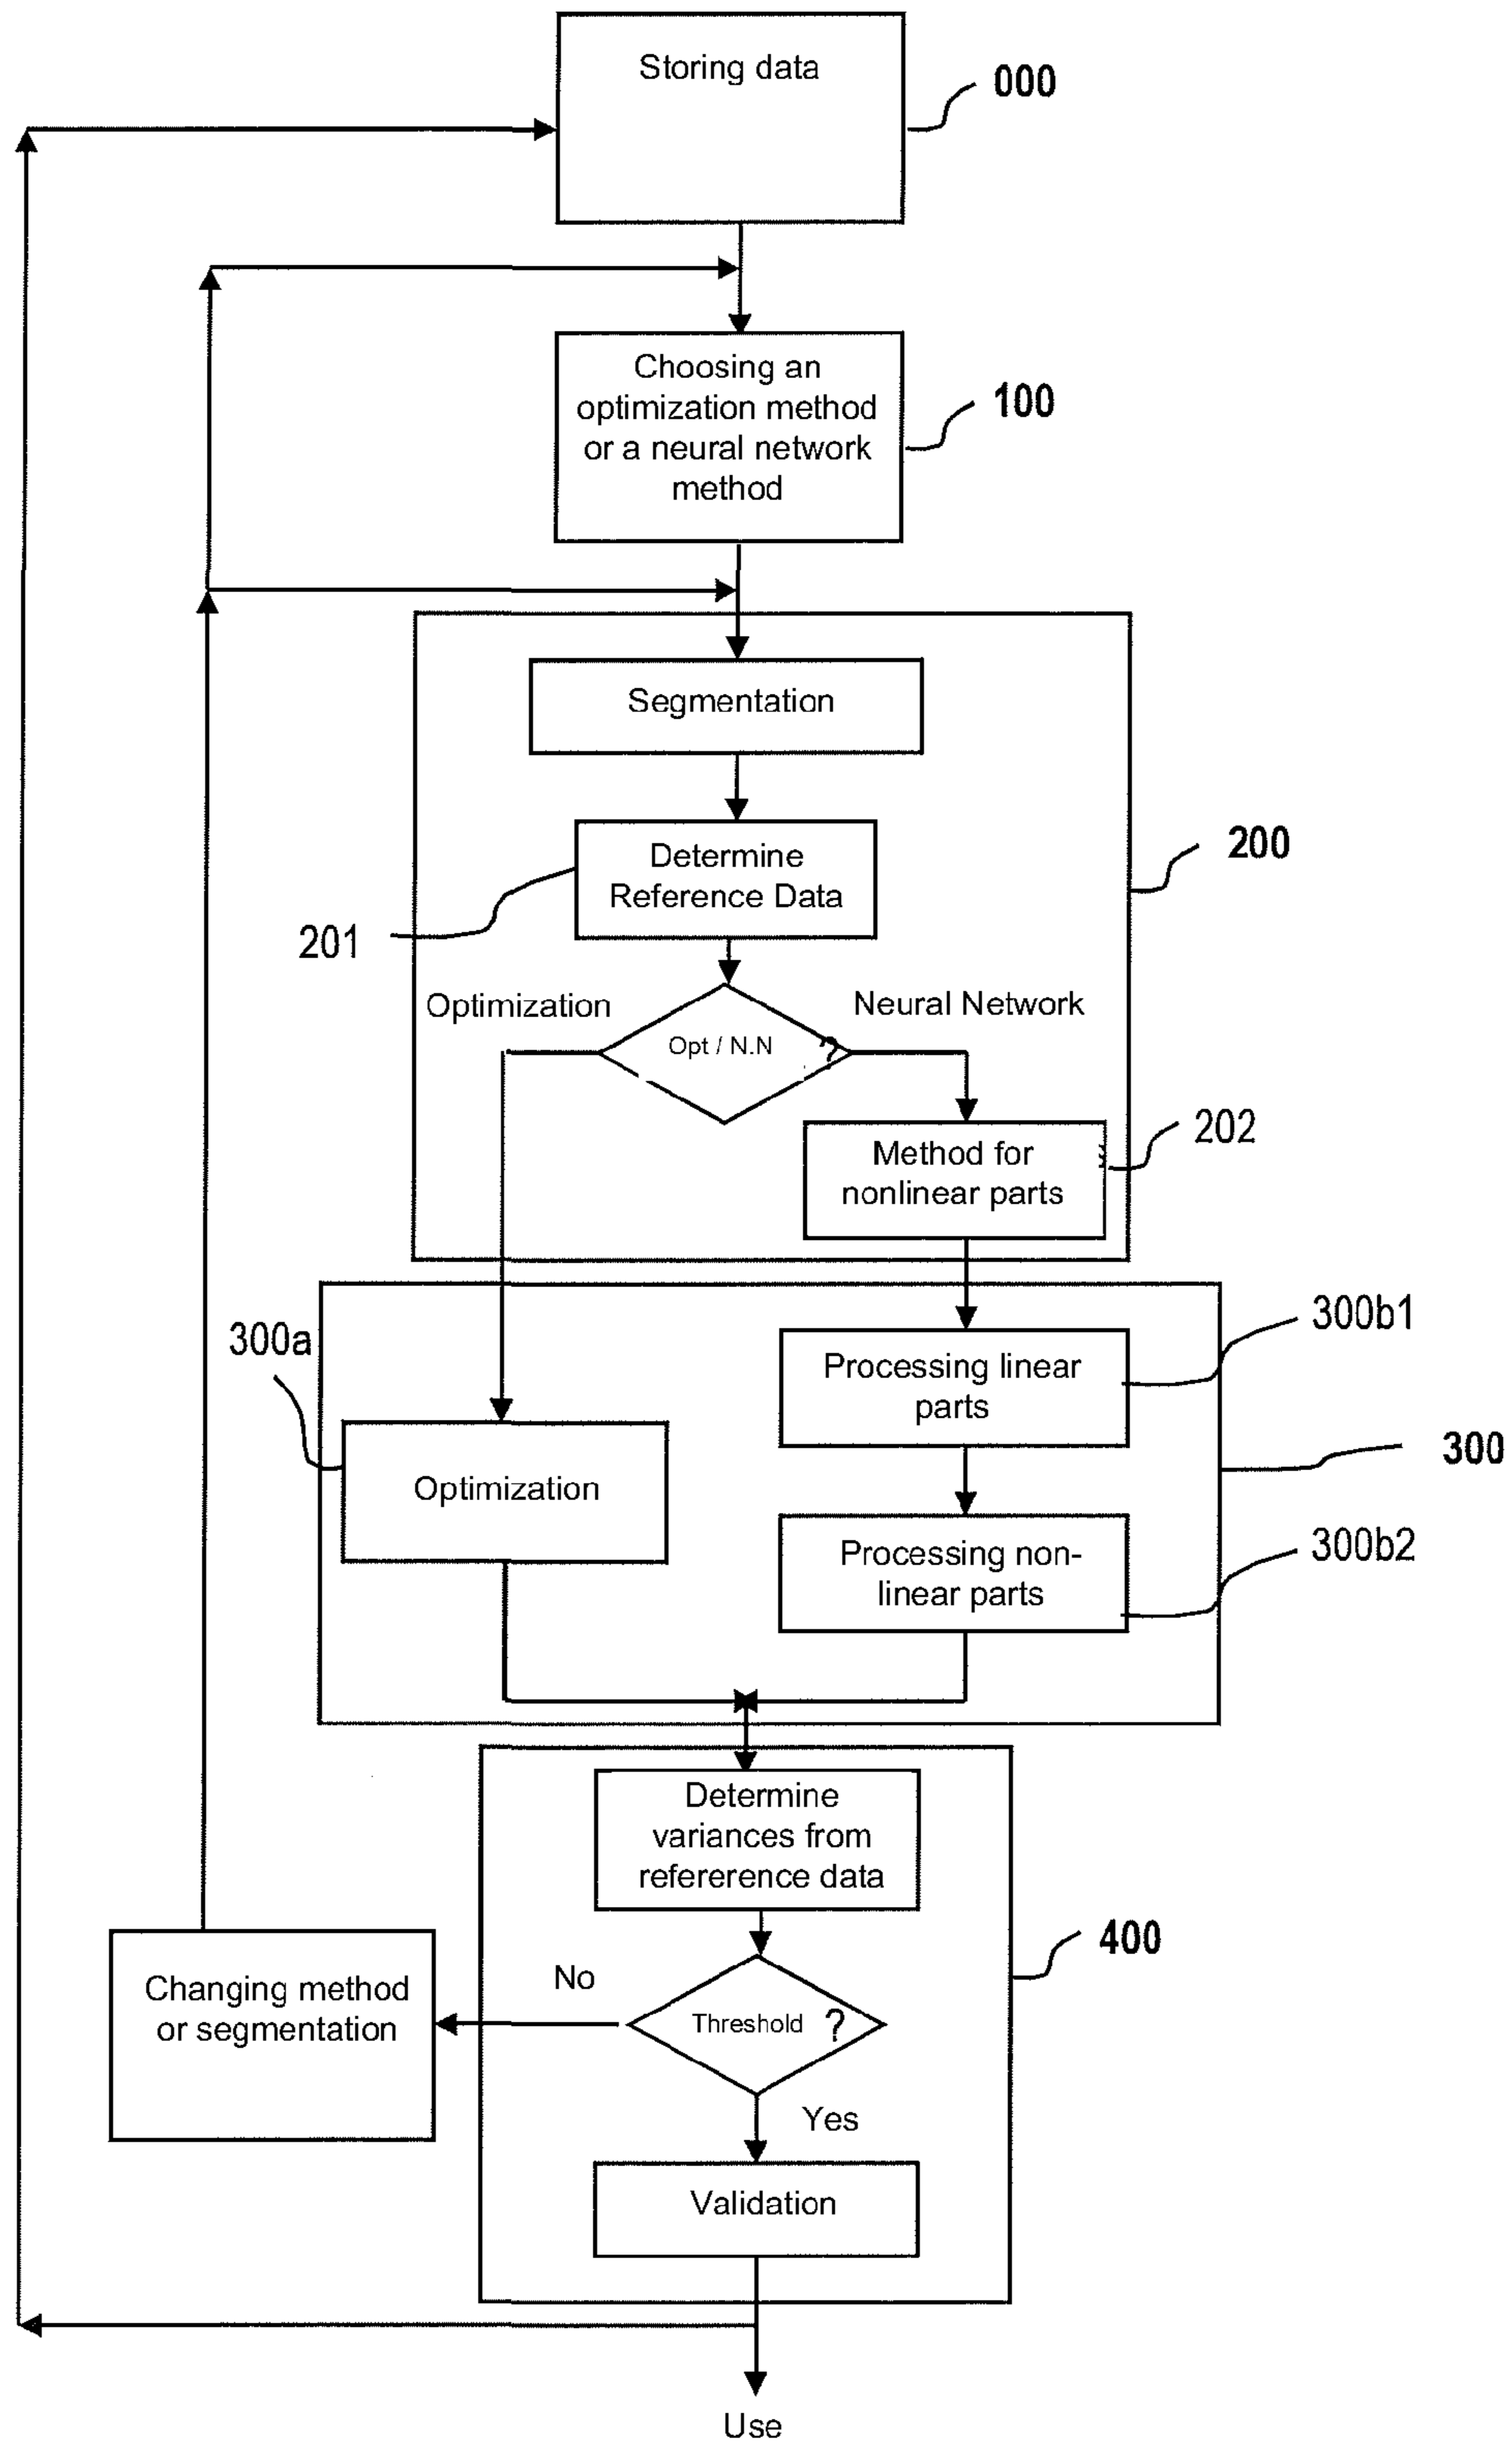 Storing data
000
Choosing an
optimization method
or a neural network
method
100
Segmentation
Determine
Reference Data
200
201
Optimization
Neural Network
Opt / N.N ?
Method for
nonlinear parts
202
300a
Processing linear
parts
300b1
Optimization
300
Processing non-
linear parts
300b2
Determine
variances from
refererence data
400
No
Changing method
or segmentation
Threshold ?
Yes
Validation
Use